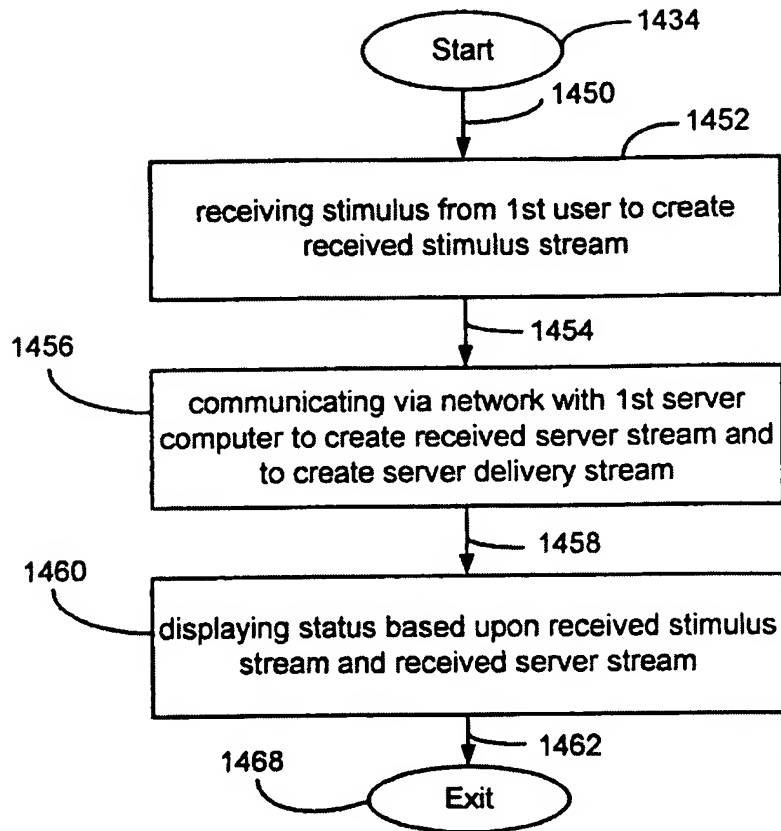 Start
1434
1450
1452
receiving stimulus from 1st user to create
received stimulus stream
1454
1456
communicating via network with 1st server
computer to create received server stream and
to create server delivery stream
1458
1460
displaying status based upon received stimulus
stream and received server stream
1462
1468
Exit